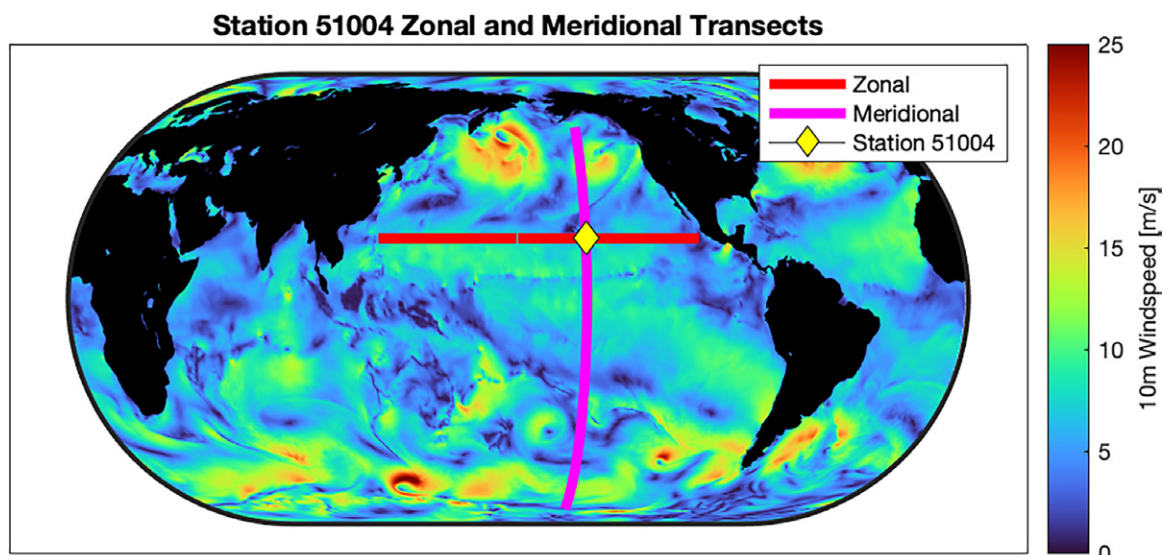 Station 51004 Zonal and Meridional Transects
Zonal
Meridional
Station 51004
25
20
15
10
5
0
10m Windspeed [m/s]